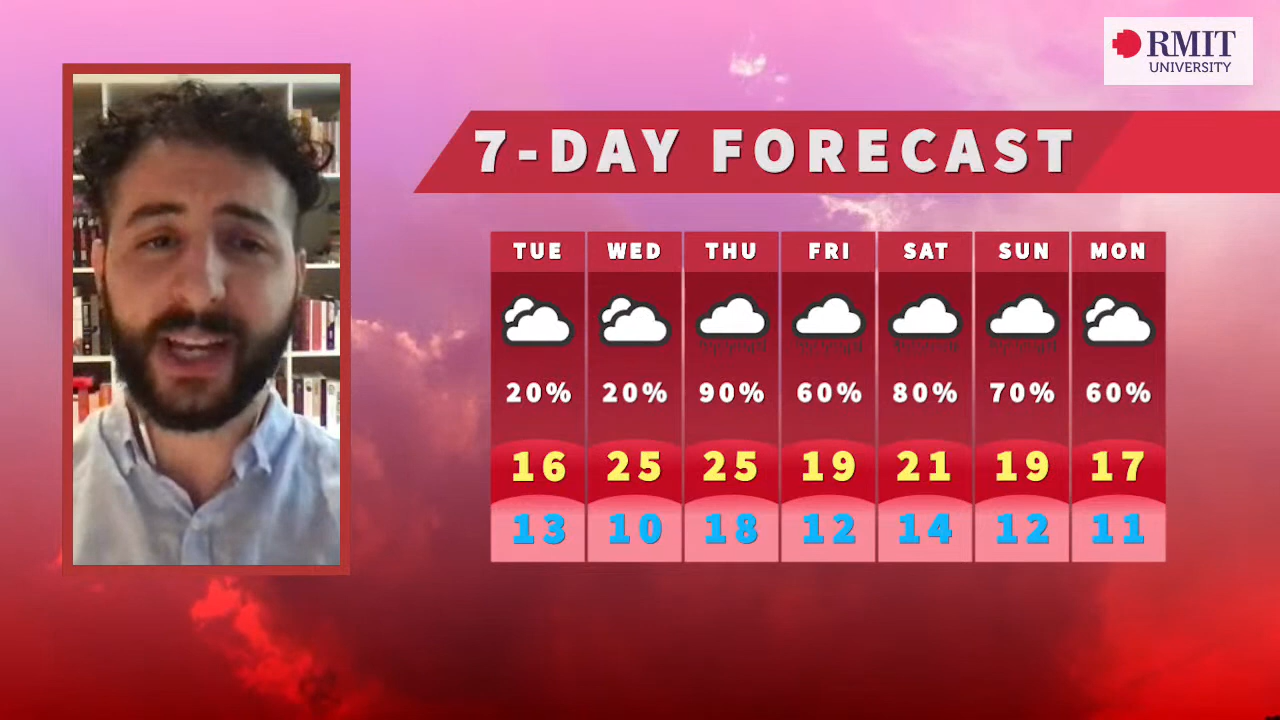 RMIT
UNIVERSITY
7-DAY FORECAST
TUE WED THU FRI SAT SUN MON
20% 20% 90% 60% 80% 70% 60%
16 25 25 19 21 19 17
13 10 18 12 14 12 11